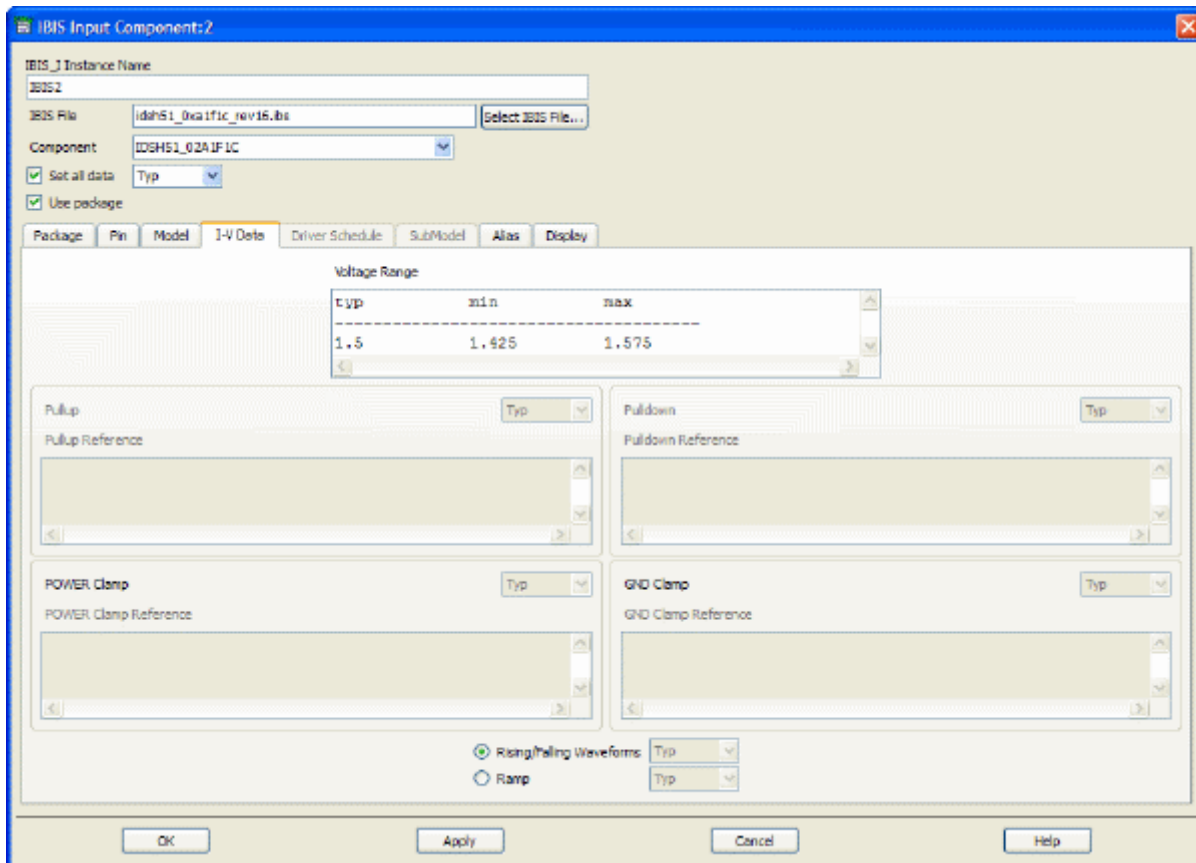 IBIS Input Component:2
IBIS_I Instance Name
IBIS2
IBIS File idsh51_0xa1f1c_rev16.ibs Select IBIS File...
Component IDSH51_02A1F1C
Set all data Typ
Use package
Package Pin Model I-V Data Driver Schedule SubModel Alias Display
Voltage Range
typ min max
--------------------------------------
1.5 1.425 1.575
Pullup Typ Pulldown Typ
Pullup Reference Pulldown Reference
POWER Clamp Typ GND Clamp Typ
POWER Clamp Reference GND Clamp Reference
Rising/Falling Waveforms Typ
Ramp Typ
OK Apply Cancel Help